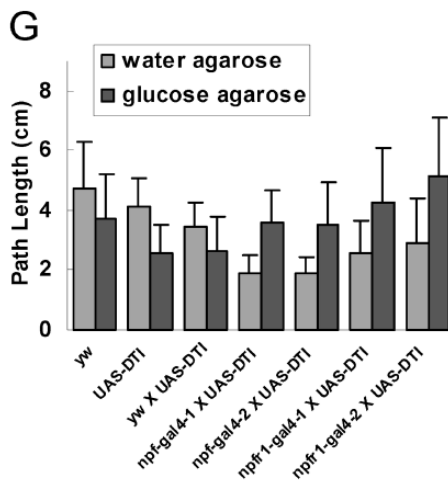 G
water agarose
glucose agarose
Path Length (cm)
8
6
4
2
0
yw
UAS-DTI
yw X UAS-DTI
npf-gal4-1 X UAS-DTI
npf-gal4-2 X UAS-DTI
npfr1-gal4-1 X UAS-DTI
npfr1-gal4-2 X UAS-DTI